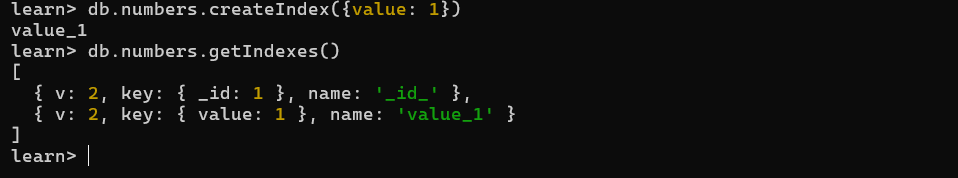 learn> db.numbers.createIndex({value: 1})
value_1
learn> db.numbers.getIndexes()
[
  { v: 2, key: { _id: 1 }, name: '_id_' },
  { v: 2, key: { value: 1 }, name: 'value_1' }
]
learn>